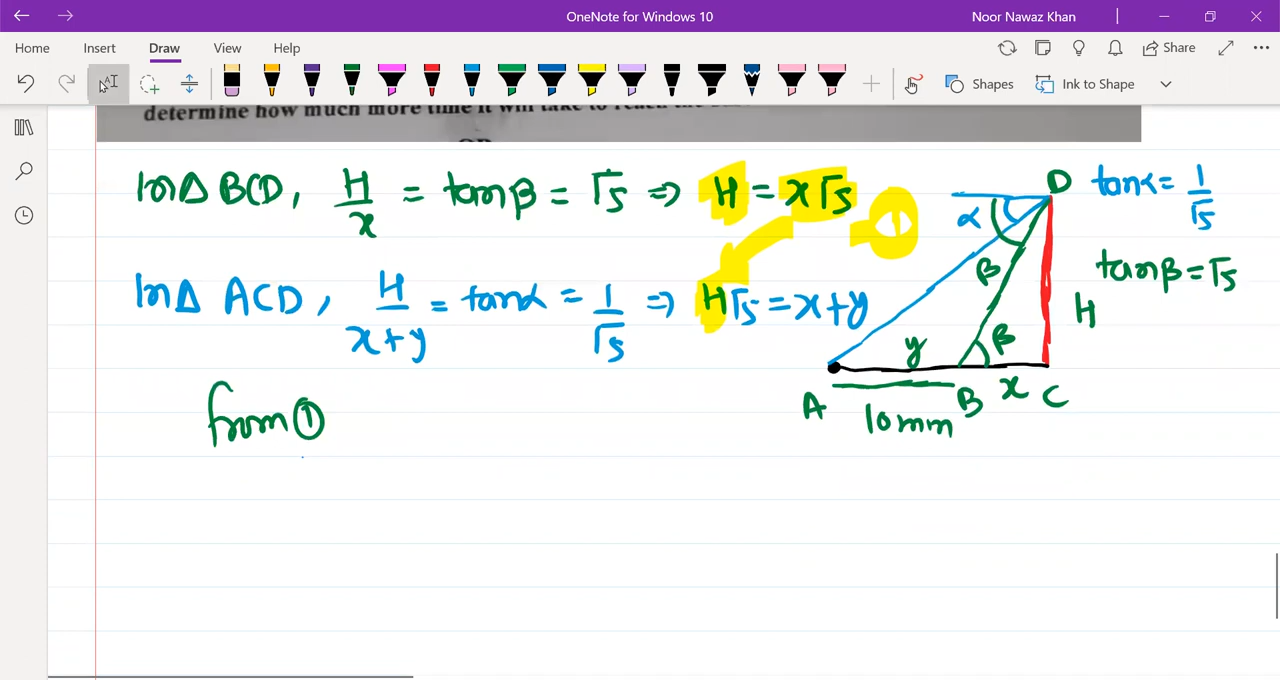 OneNote for Windows 10
Noor Nawaz Khan
Home Insert Draw View Help
Share
Shapes Ink to Shape
determine how much more time it will take to reach the
In Δ BCD, H/x = tanβ = √5 ⇒ H = x√5 - ①
In Δ ACD, H/x+y = tanα = 1/√5 ⇒ H√5 = x+y
from ①
D tanα = 1/√5
α
β
tanβ = √5
H
β
y
x
A
B
C
10mm